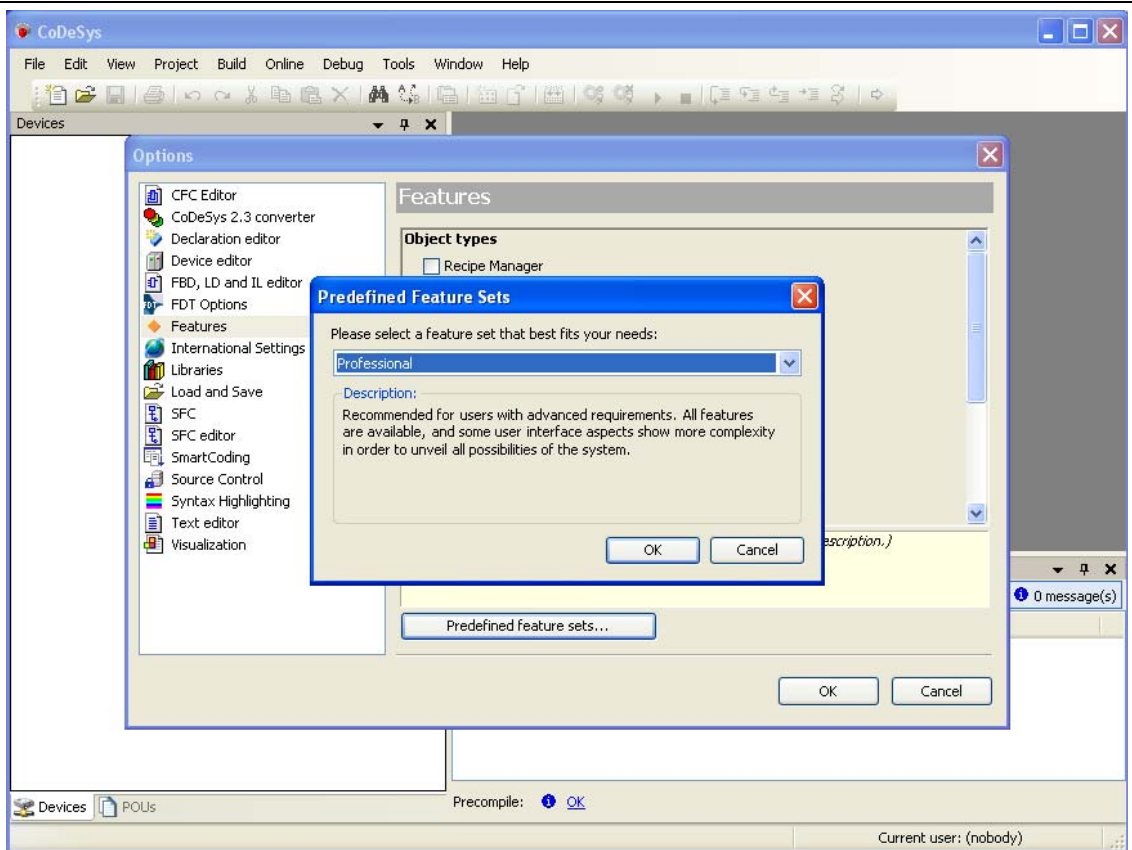 CoDeSys
File Edit View Project Build Online Debug Tools Window Help
Devices
Options
CFC Editor
CoDeSys 2.3 converter
Declaration editor
Device editor
FBD, LD and IL editor
FDT Options
Features
International Settings
Libraries
Load and Save
SFC
SFC editor
SmartCoding
Source Control
Syntax Highlighting
Text editor
Visualization
Features
Object types
Recipe Manager
Predefined Feature Sets
Please select a feature set that best fits your needs:
Professional
Description:
Recommended for users with advanced requirements. All features
are available, and some user interface aspects show more complexity
in order to unveil all possibilities of the system.
OK Cancel
escription.)
Predefined feature sets...
OK Cancel
0 message(s)
Devices POUs
Precompile: OK
Current user: (nobody)